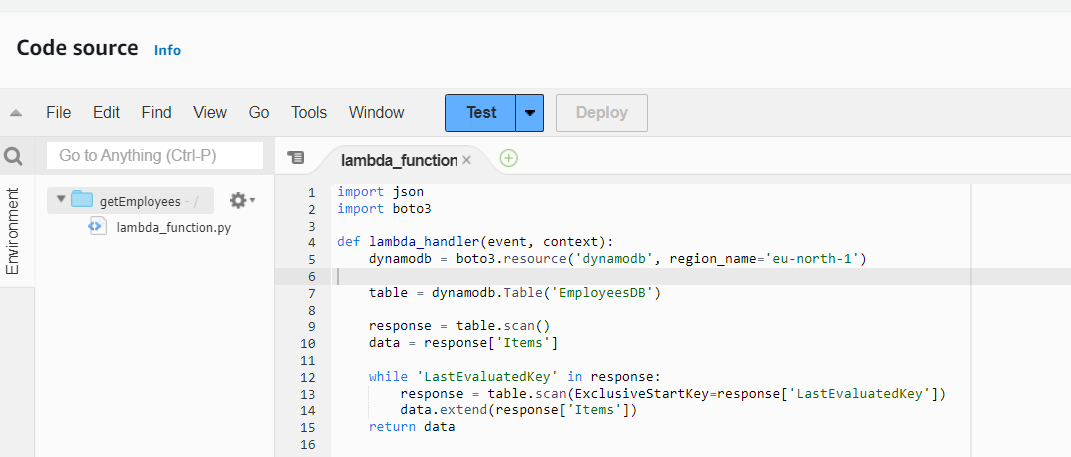 Code source Info
File Edit Find View Go Tools Window Test Deploy
Go to Anything (Ctrl-P)
lambda_function
Environment
getEmployees - /
lambda_function.py
1 import json
2 import boto3
3
4 def lambda_handler(event, context):
5     dynamodb = boto3.resource('dynamodb', region_name='eu-north-1')
6
7     table = dynamodb.Table('EmployeesDB')
8
9     response = table.scan()
10     data = response['Items']
11
12     while 'LastEvaluatedKey' in response:
13         response = table.scan(ExclusiveStartKey=response['LastEvaluatedKey'])
14         data.extend(response['Items'])
15     return data
16